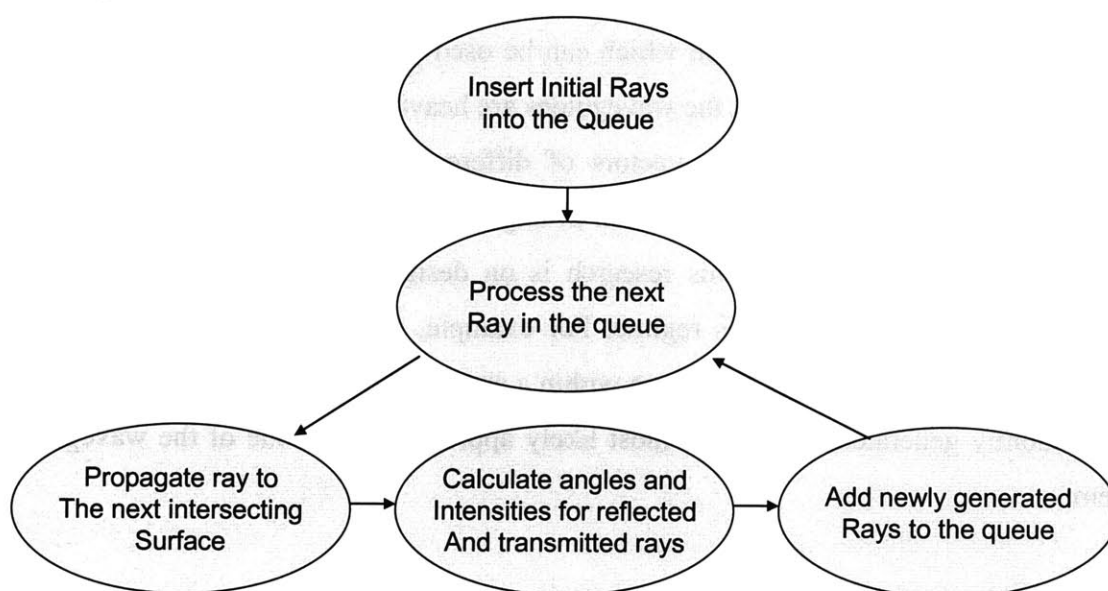 Insert Initial Rays
into the Queue
Process the next
Ray in the queue
Propagate ray to
The next intersecting
Surface
Calculate angles and
Intensities for reflected
And transmitted rays
Add newly generated
Rays to the queue